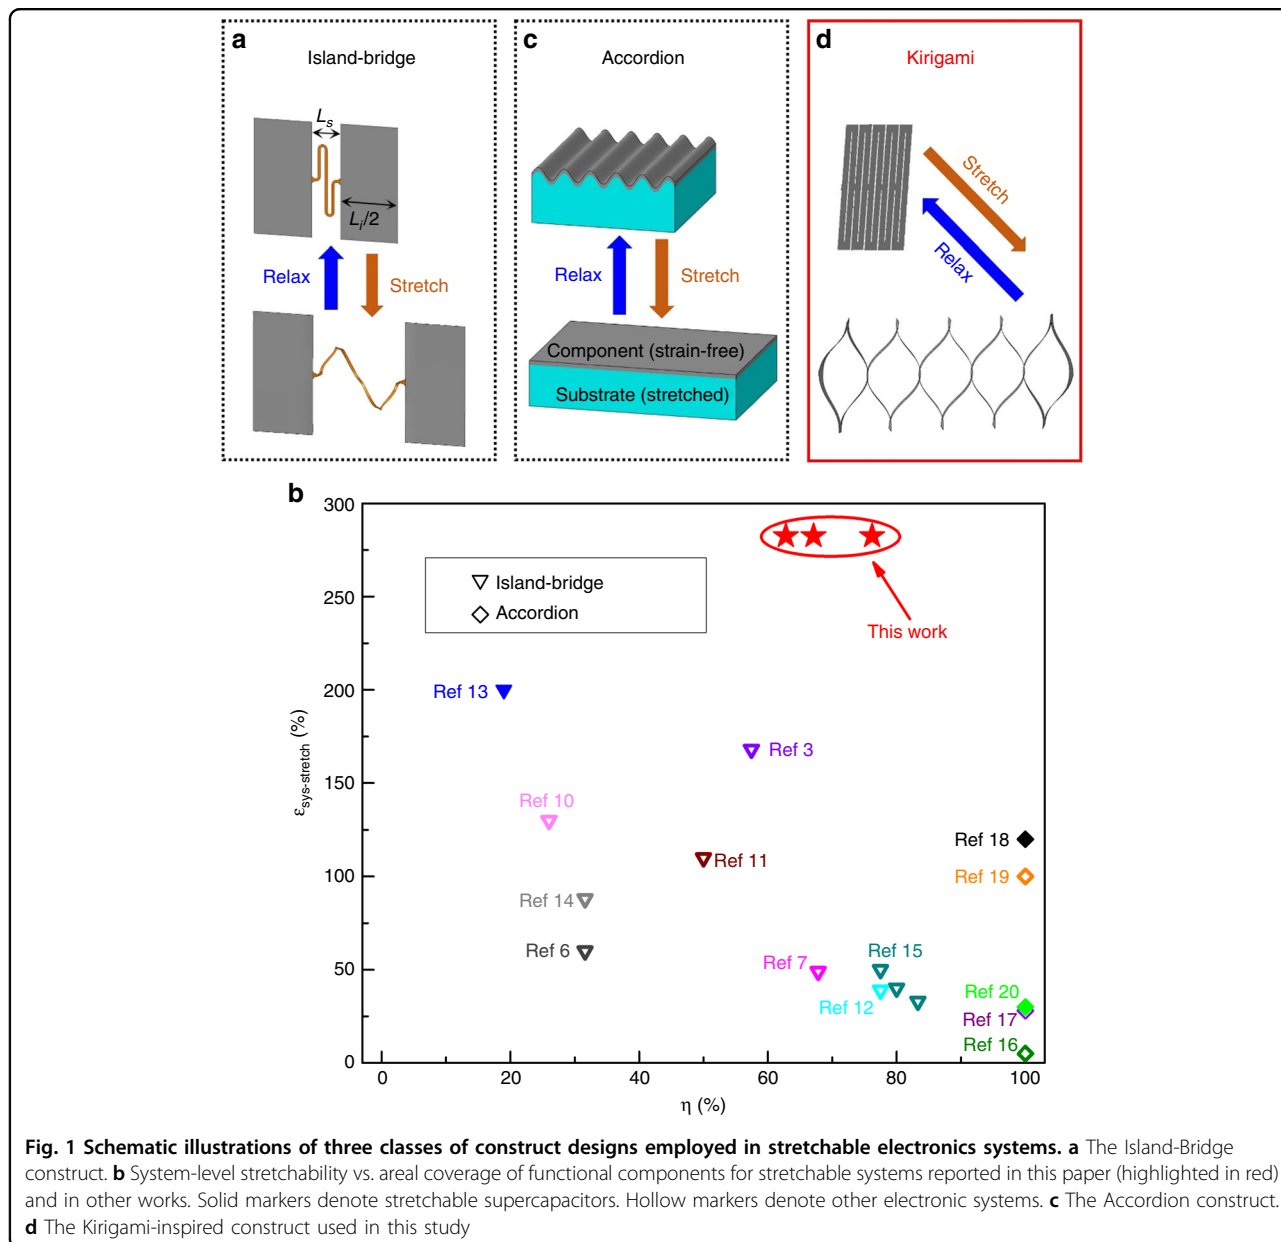 a
Island-bridge
Ls
Li/2
Relax
Stretch
c
Accordion
Relax
Stretch
Component (strain-free)
Substrate (stretched)
d
Kirigami
Stretch
Relax
b
300
250
200
150
100
50
0
εsys-stretch (%)
Island-bridge
Accordion
This work
Ref 13
Ref 3
Ref 10
Ref 11
Ref 18
Ref 19
Ref 14
Ref 6
Ref 7
Ref 15
Ref 12
Ref 20
Ref 17
Ref 16
0 20 40 60 80 100
η (%)
Fig. 1 Schematic illustrations of three classes of construct designs employed in stretchable electronics systems. a The Island-Bridge
construct. b System-level stretchability vs. areal coverage of functional components for stretchable systems reported in this paper (highlighted in red)
and in other works. Solid markers denote stretchable supercapacitors. Hollow markers denote other electronic systems. c The Accordion construct.
d The Kirigami-inspired construct used in this study